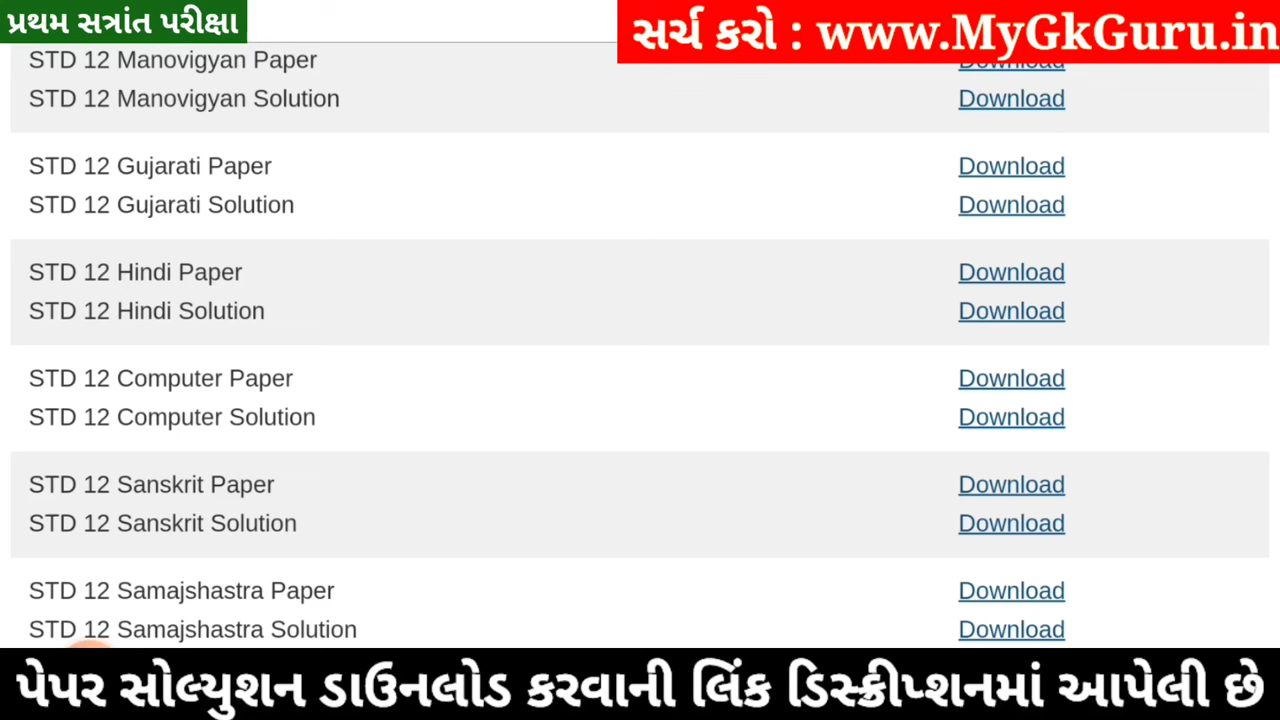 પ્રથમ સત્રાંત પરીક્ષા
સર્ચ કરો : www.MyGkGuru.in
STD 12 Manovigyan Paper Download
STD 12 Manovigyan Solution Download
STD 12 Gujarati Paper Download
STD 12 Gujarati Solution Download
STD 12 Hindi Paper Download
STD 12 Hindi Solution Download
STD 12 Computer Paper Download
STD 12 Computer Solution Download
STD 12 Sanskrit Paper Download
STD 12 Sanskrit Solution Download
STD 12 Samajshastra Paper Download
STD 12 Samajshastra Solution Download
પેપર સોલ્યુશન ડાઉનલોડ કરવાની લિંક ડિસ્ક્રીપ્શનમાં આપેલી છે